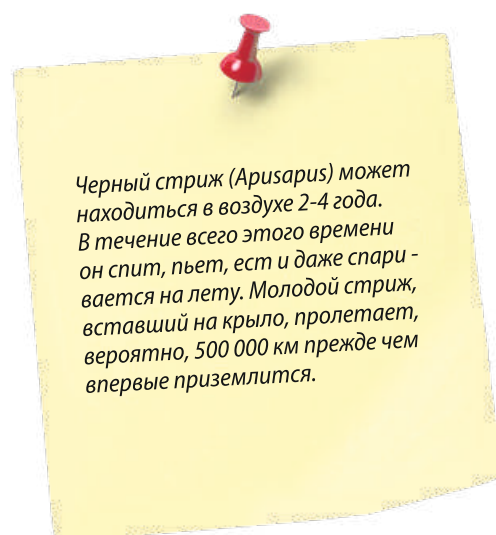 Черный стриж (Apusapus) может
находиться в воздухе 2-4 года.
В течение всего этого времени
он спит, пьет, ест и даже спари -
вается на лету. Молодой стриж,
вставший на крыло, пролетает,
вероятно, 500 000 км прежде чем
впервые приземлится.